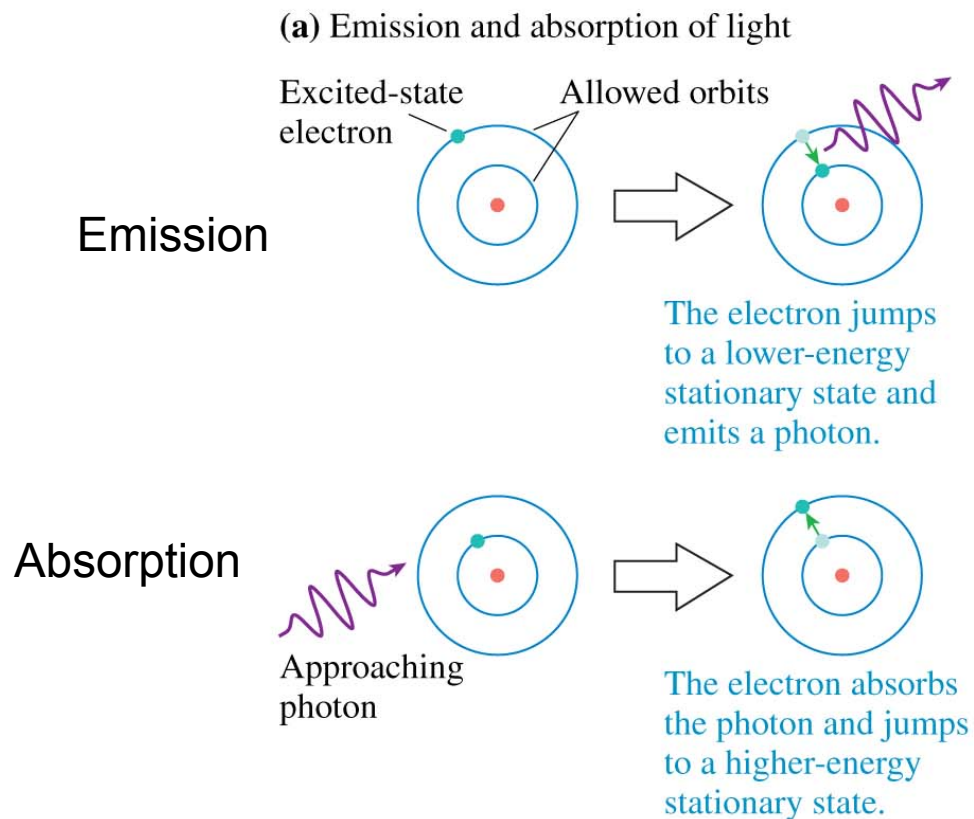 (a) Emission and absorption of light
Excited-state
electron
Allowed orbits
Emission
The electron jumps
to a lower-energy
stationary state and
emits a photon.
Absorption
Approaching
photon
The electron absorbs
the photon and jumps
to a higher-energy
stationary state.